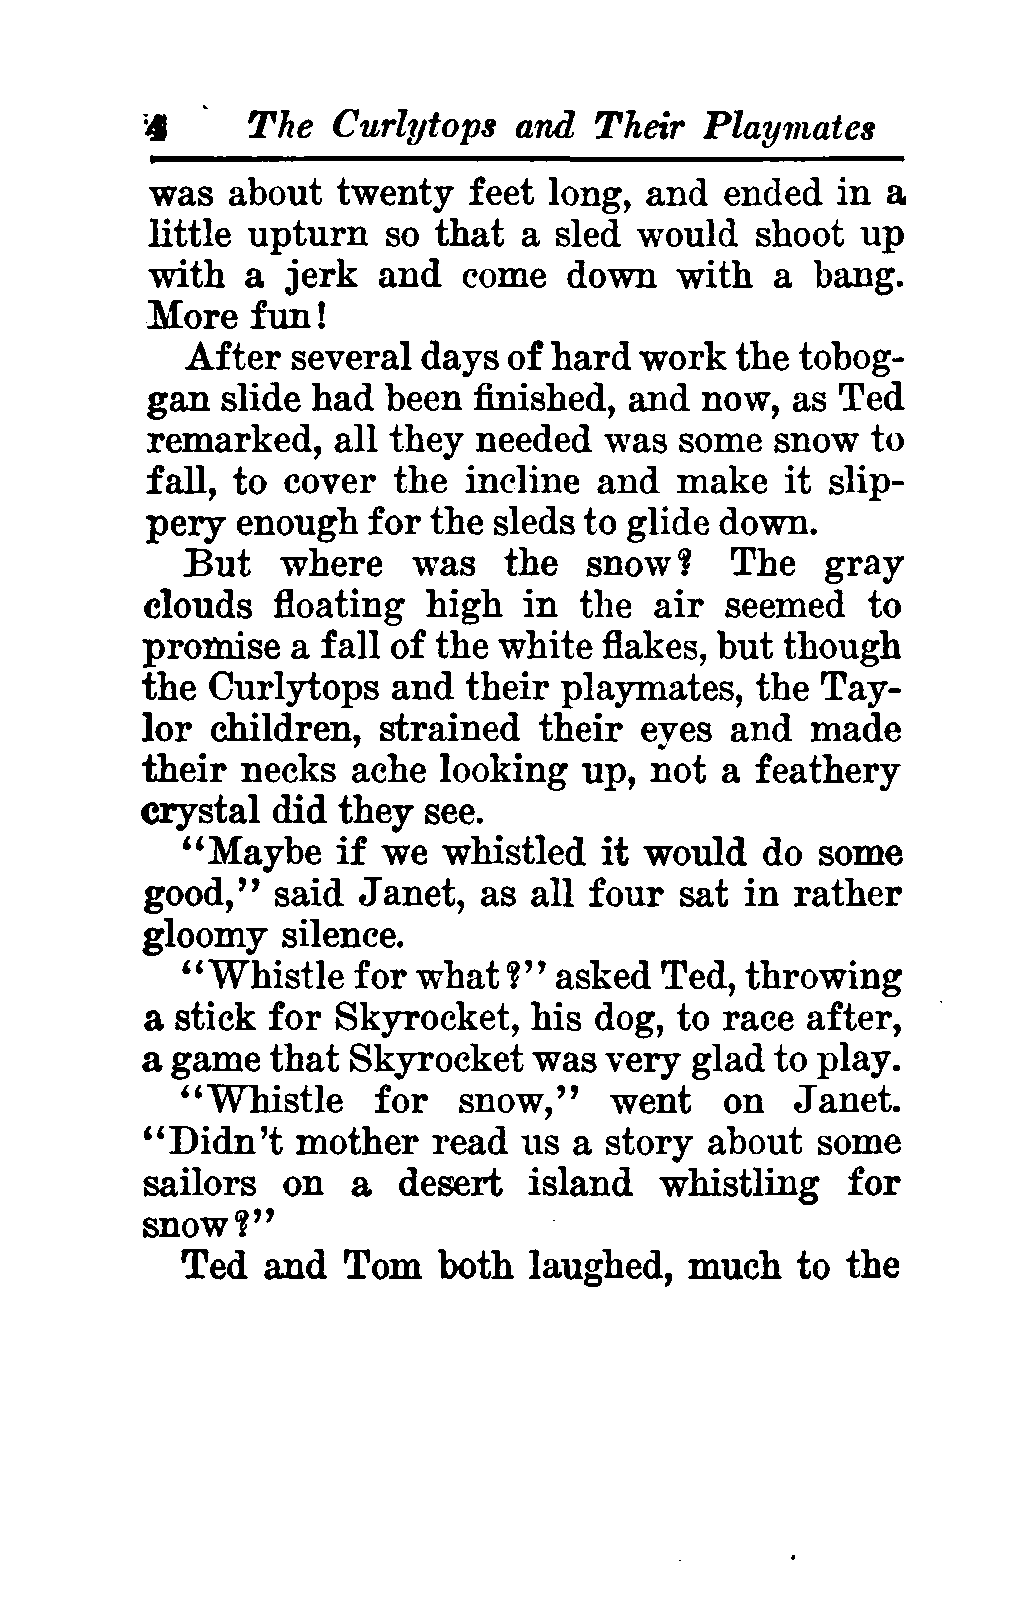 4 The Curlytops and Their Playmates
was about twenty feet long, and ended in a
little upturn so that a sled would shoot up
with a jerk and come down with a bang.
More fun!
After several days of hard work the tobog-
gan slide had been finished, and now, as Ted
remarked, all they needed was some snow to
fall, to cover the incline and make it slip-
pery enough for the sleds to glide down.
But where was the snow? The gray
clouds floating high in the air seemed to
promise a fall of the white flakes, but though
the Curlytops and their playmates, the Tay-
lor children, strained their eyes and made
their necks ache looking up, not a feathery
crystal did they see.
"Maybe if we whistled it would do some
good," said Janet, as all four sat in rather
gloomy silence.
"Whistle for what?" asked Ted, throwing
a stick for Skyrocket, his dog, to race after,
a game that Skyrocket was very glad to play.
"Whistle for snow," went on Janet.
"Didn't mother read us a story about some
sailors on a desert island whistling for
snow?"
Ted and Tom both laughed, much to the